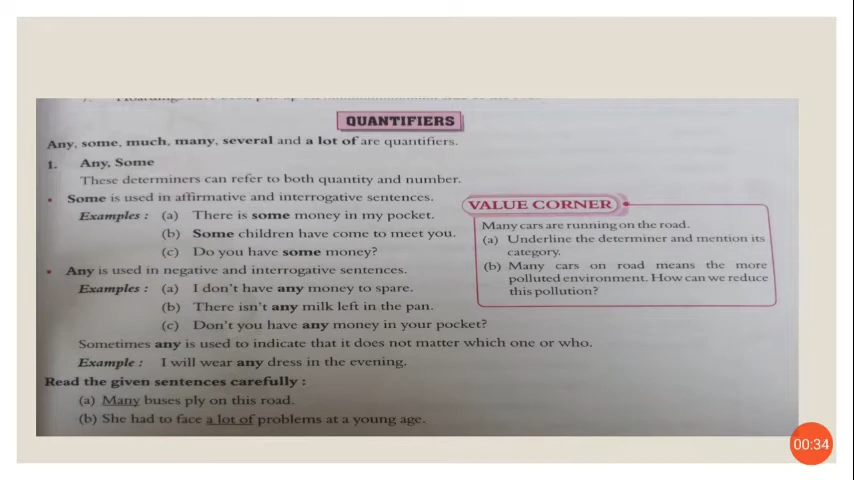 QUANTIFIERS
Any, some, much, many, several and a lot of are quantifiers.
1. Any, Some
These determiners can refer to both quantity and number.
• Some is used in affirmative and interrogative sentences.
Examples : (a) There is some money in my pocket.
(b) Some children have come to meet you.
(c) Do you have some money?
• Any is used in negative and interrogative sentences.
Examples : (a) I don't have any money to spare.
(b) There isn't any milk left in the pan.
(c) Don't you have any money in your pocket?
Sometimes any is used to indicate that it does not matter which one or who.
Example : I will wear any dress in the evening.
Read the given sentences carefully :
(a) Many buses ply on this road.
(b) She had to face a lot of problems at a young age.
VALUE CORNER
Many cars are running on the road.
(a) Underline the determiner and mention its
category.
(b) Many cars on road means the more
polluted environment. How can we reduce
this pollution?
00:34